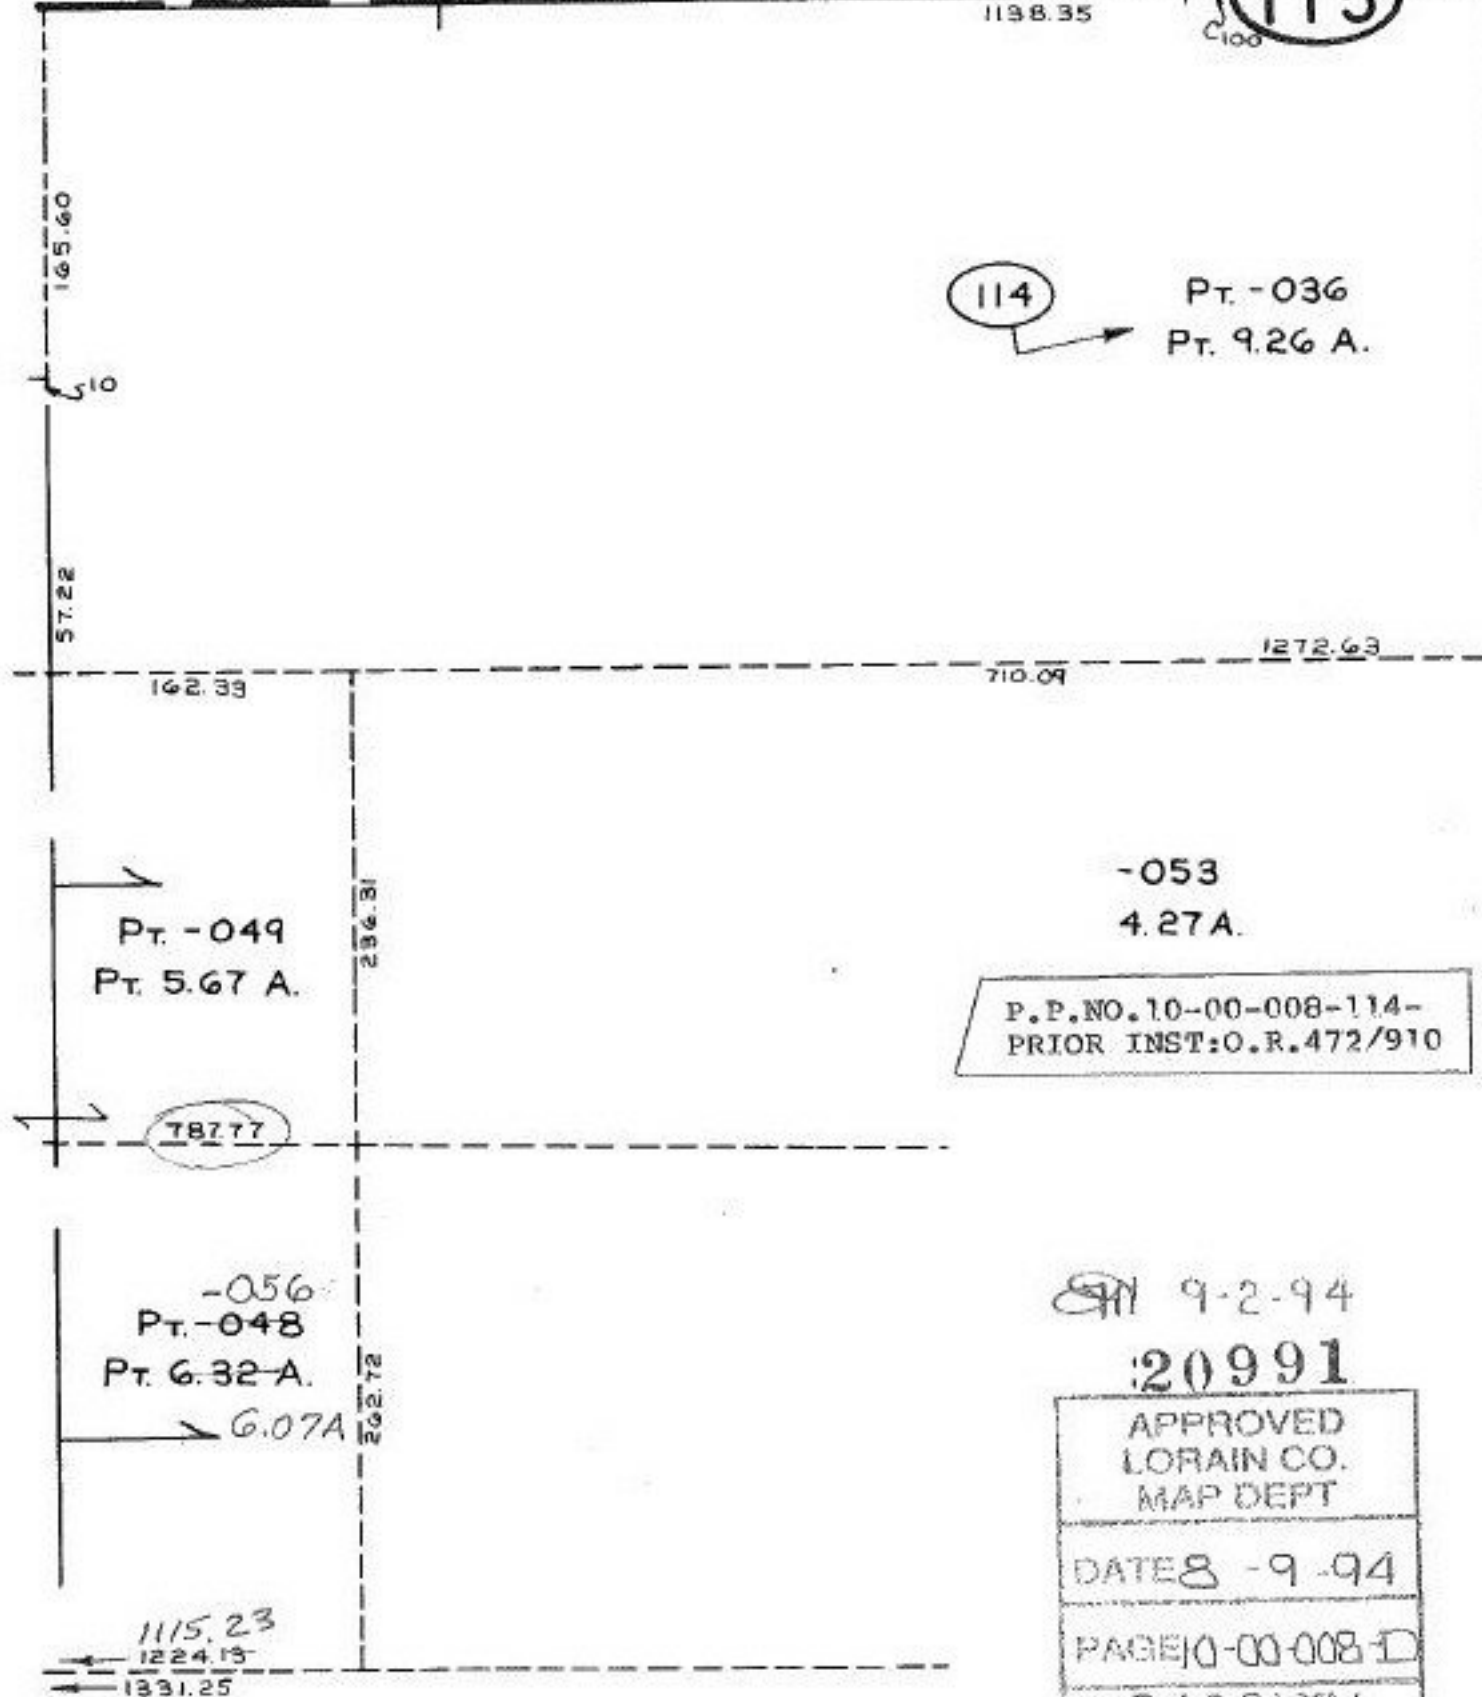 1138.35
115
100
165.60
114
PT. -036
PT. 9.26 A.
10
57.22
1272.63
162.33
710.09
236.31
-053
4.27 A.
PT. -049
PT. 5.67 A.
P.P.NO.10-00-008-114-
PRIOR INST:O.R.472/910
787.77
-056
PT. -048
PT. 6.32 A.
6.07A
262.72
9-2-94
20991
APPROVED
LORAIN CO.
MAP DEPT
DATE 8-9-94
PAGE 10-00-008-D
1115.23
1224.13
1331.25